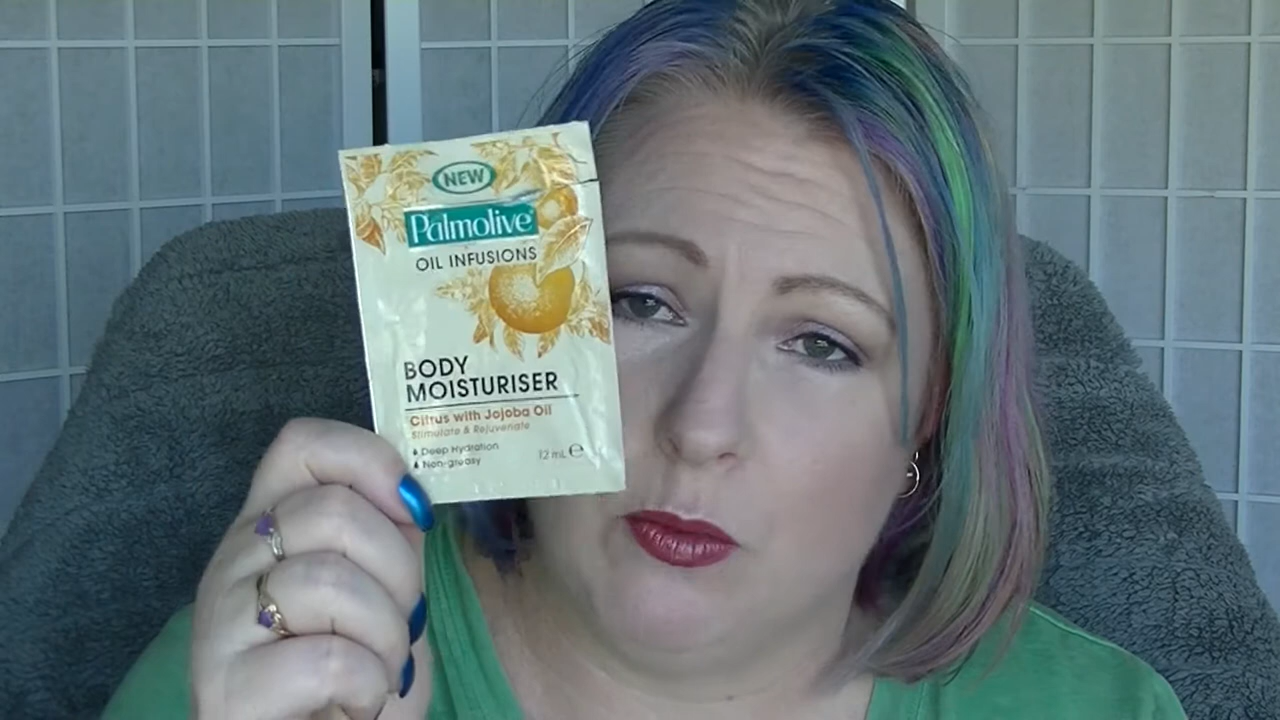 NEW
Palmolive
OIL INFUSIONS
BODY
MOISTURISER
Citrus with Jojoba Oil
Stimulate & Rejuvenate
Deep Hydration
Non-greasy
12 mL ℮